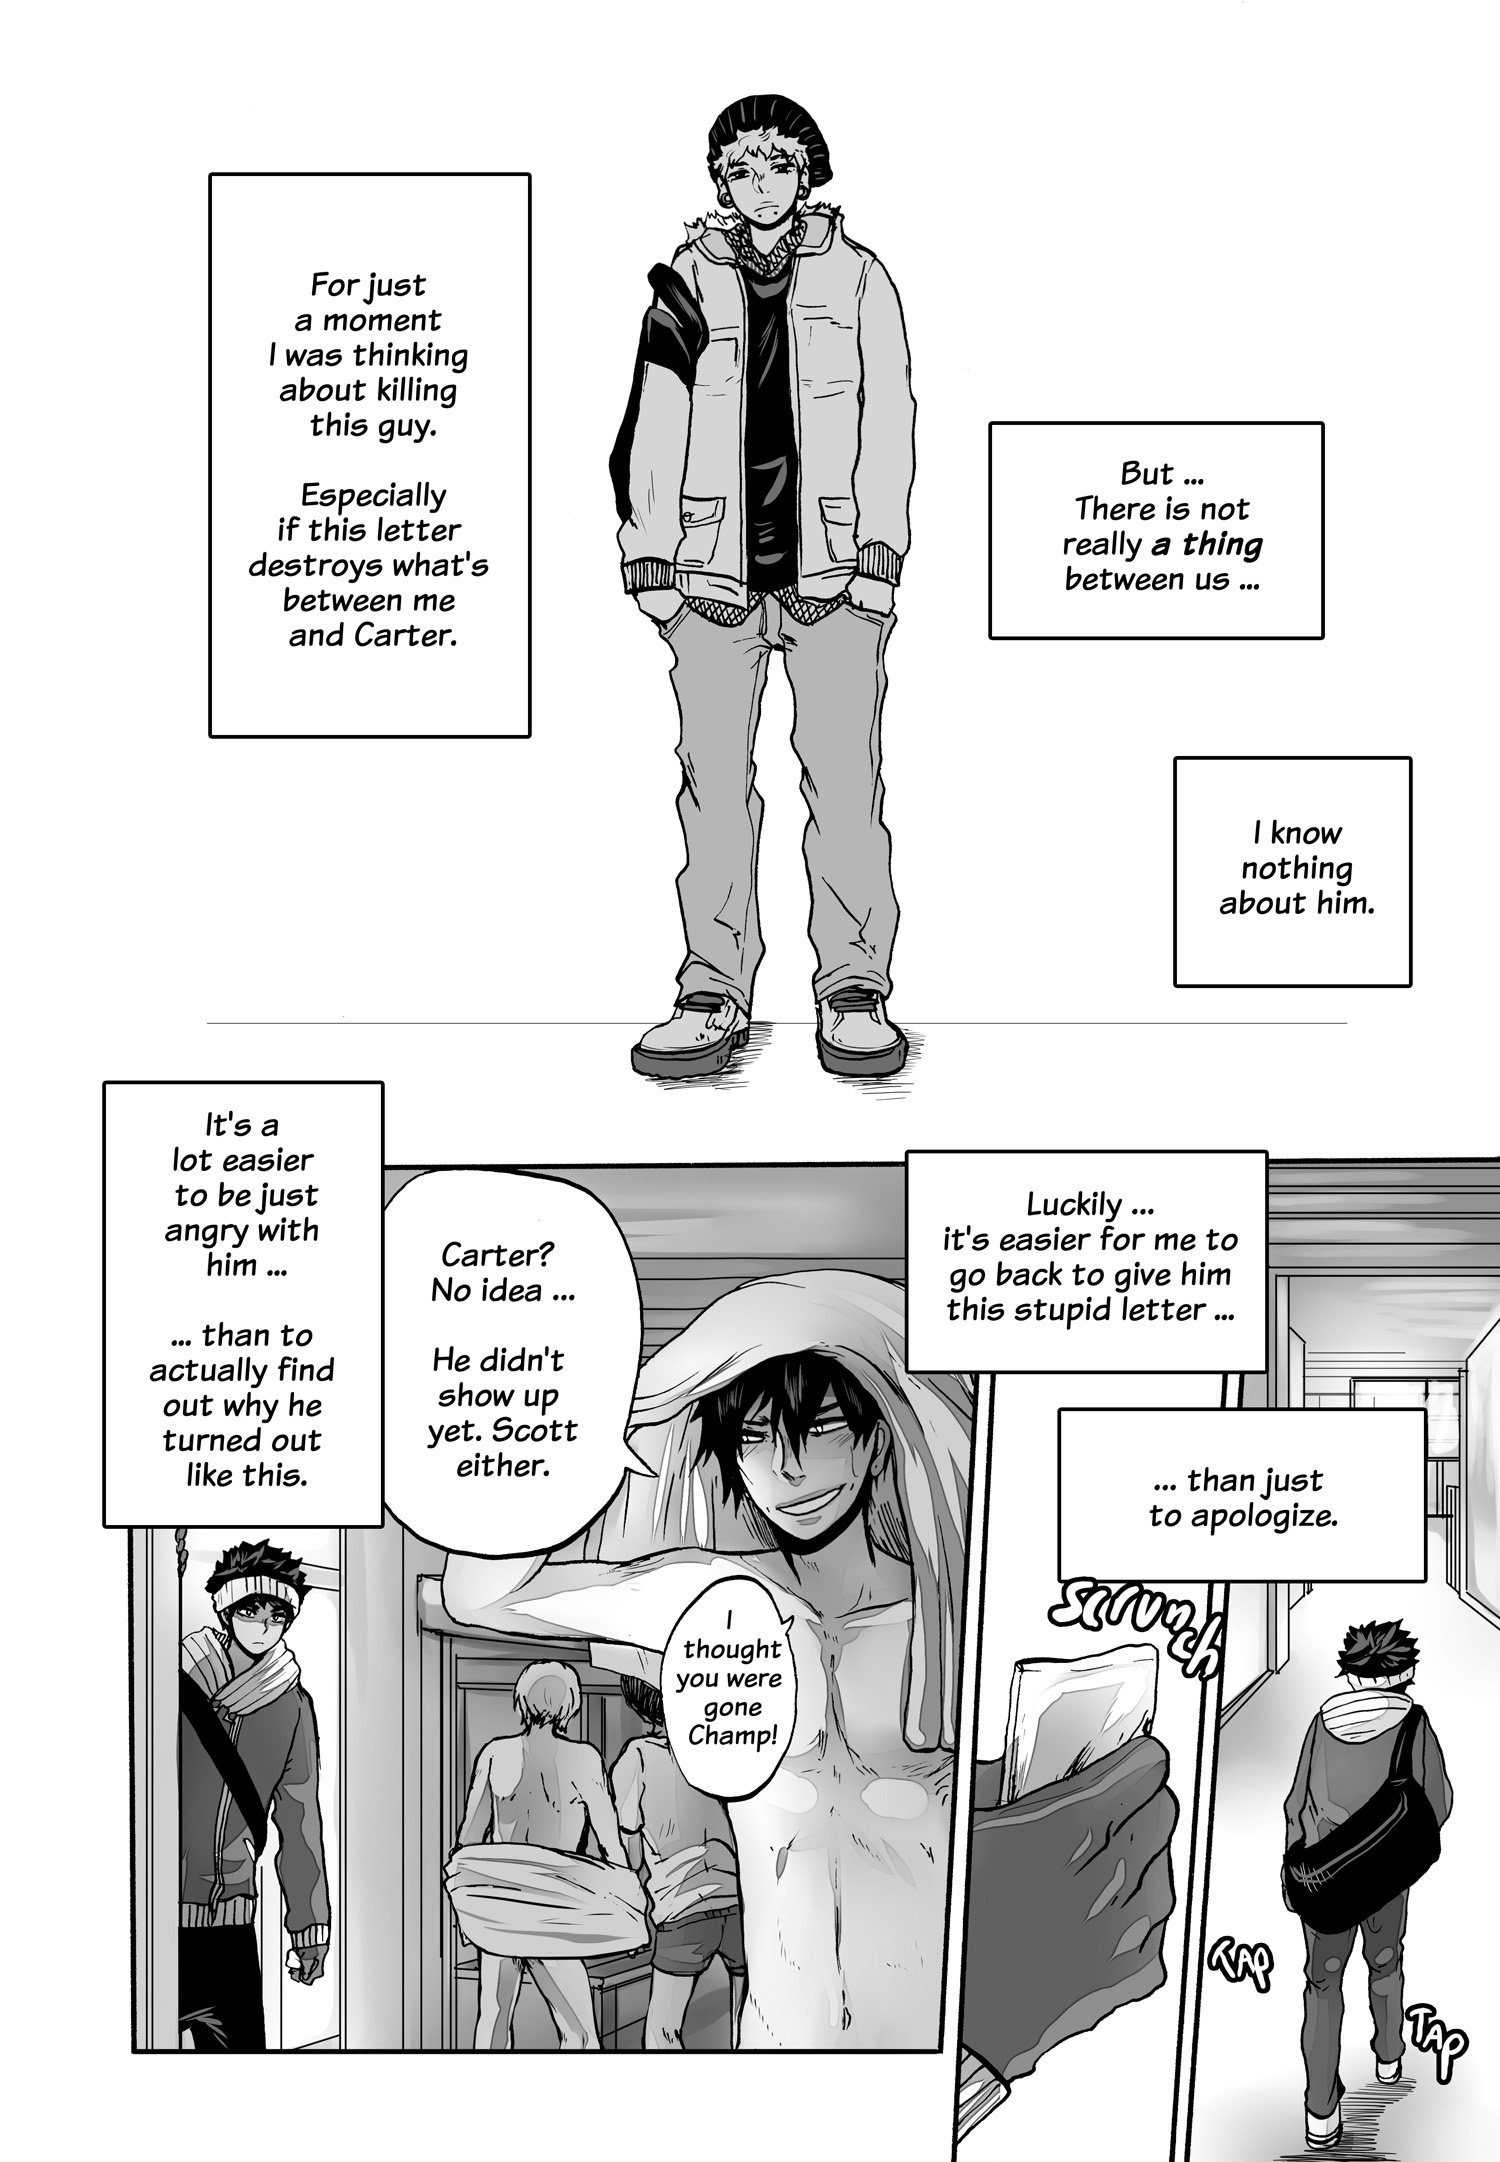 For just
a moment
I was thinking
about killing
this guy.
Especially
if this letter
destroys what's
between me
and Carter.
But ...
There is not
really a thing
between us ...
I know
nothing
about him.
It's a
lot easier
to be just
angry with
him ...
... than to
actually find
out why he
turned out
like this.
Carter?
No idea ...
He didn't
show up
yet. Scott
either.
I
thought
you were
gone
Champ!
Luckily ...
it's easier for me to
go back to give him
this stupid letter ...
... than just
to apologize.
Scrunch
TAP
TAP